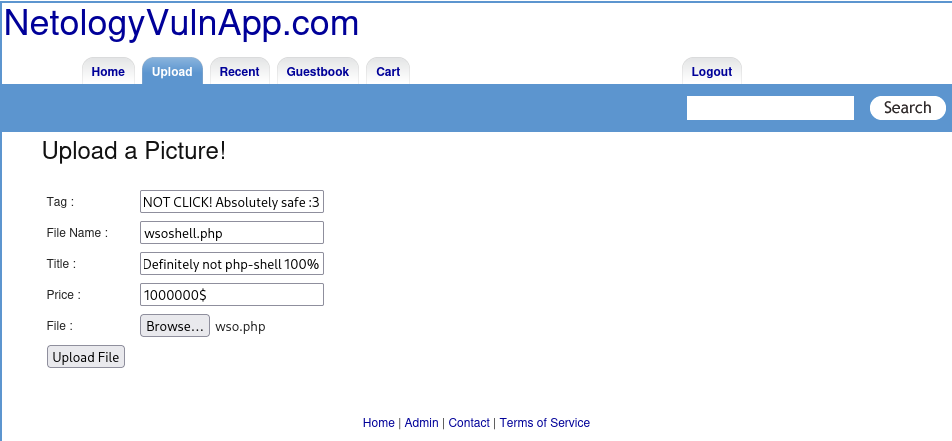 NetologyVulnApp.com
Home Upload Recent Guestbook Cart Logout
Search
Upload a Picture!
Tag : NOT CLICK! Absolutely safe :3
File Name : wsoshell.php
Title : Definitely not php-shell 100%
Price : 1000000$
File : Browse... wso.php
Upload File
Home | Admin | Contact | Terms of Service